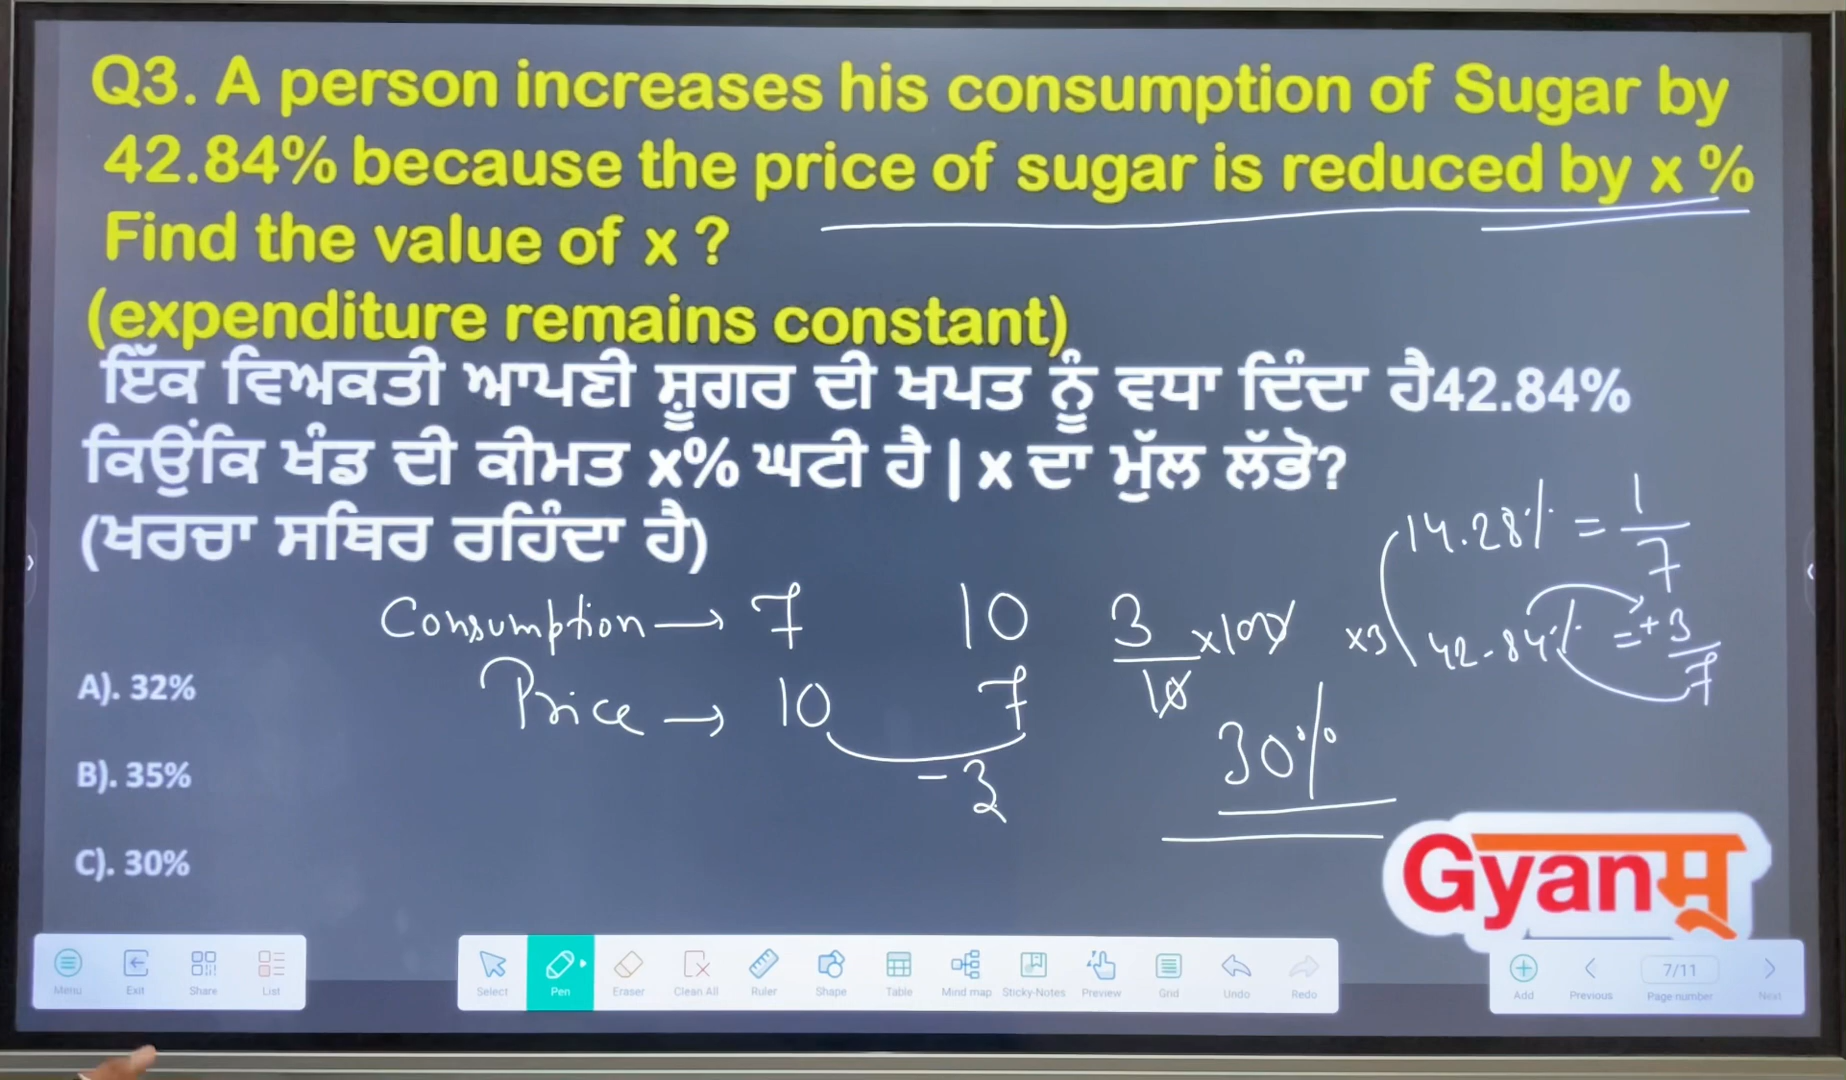 Q3. A person increases his consumption of Sugar by
42.84% because the price of sugar is reduced by x %
Find the value of x ?
(expenditure remains constant)
ਇੱਕ ਵਿਅਕਤੀ ਆਪਣੀ ਸ਼ੂਗਰ ਦੀ ਖਪਤ ਨੂੰ ਵਧਾ ਦਿੰਦਾ ਹੈ42.84%
ਕਿਉਂਕਿ ਖੰਡ ਦੀ ਕੀਮਤ x% ਘਟੀ ਹੈ | x ਦਾ ਮੁੱਲ ਲੱਭੋ?
(ਖਰਚਾ ਸਥਿਰ ਰਹਿੰਦਾ ਹੈ)
14.28% = 1/7
×3 42.84% = +3/7
Consumption → 7 10
Price → 10 7
-3
3/10 ×100
30%
A). 32%
B). 35%
C). 30%
Gyanਸੂ
Menu Exit Share List
Select Pen Eraser Clean All Ruler Shape Table Mind map Sticky-Notes Preview Grid Undo Redo
Add Previous 7/11 Page number Next